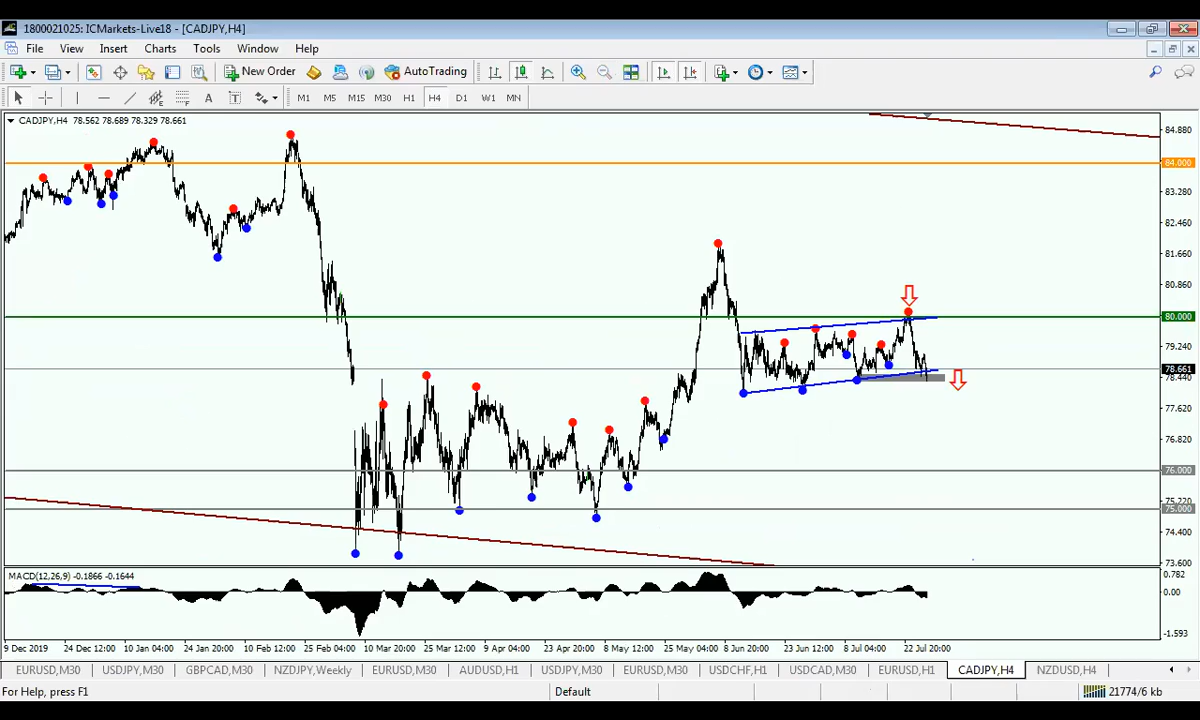 1800021025: ICMarkets-Live18 - [CADJPY,H4]
File View Insert Charts Tools Window Help
New Order AutoTrading
A T M1 M5 M15 M30 H1 H4 D1 W1 MN
CADJPY,H4 78.562 78.689 78.329 78.661
84.880
84.000
83.280
82.460
81.660
80.860
80.000
79.240
78.661
78.440
77.620
76.820
76.000
75.220
75.000
74.400
73.600
MACD(12,26,9) -0.1866 -0.1644
0.782
0.00
-1.593
9 Dec 2019 24 Dec 12:00 10 Jan 04:00 24 Jan 20:00 10 Feb 12:00 25 Feb 04:00 10 Mar 20:00 25 Mar 12:00 9 Apr 04:00 23 Apr 20:00 8 May 12:00 25 May 04:00 8 Jun 20:00 23 Jun 12:00 8 Jul 04:00 22 Jul 20:00
EURUSD,M30 USDJPY,M30 GBPCAD,M30 NZDJPY,Weekly EURUSD,M30 AUDUSD,H1 USDJPY,M30 EURUSD,M30 USDCHF,H1 USDCAD,M30 EURUSD,H1 CADJPY,H4 NZDUSD,H4
For Help, press F1 Default 21774/6 kb